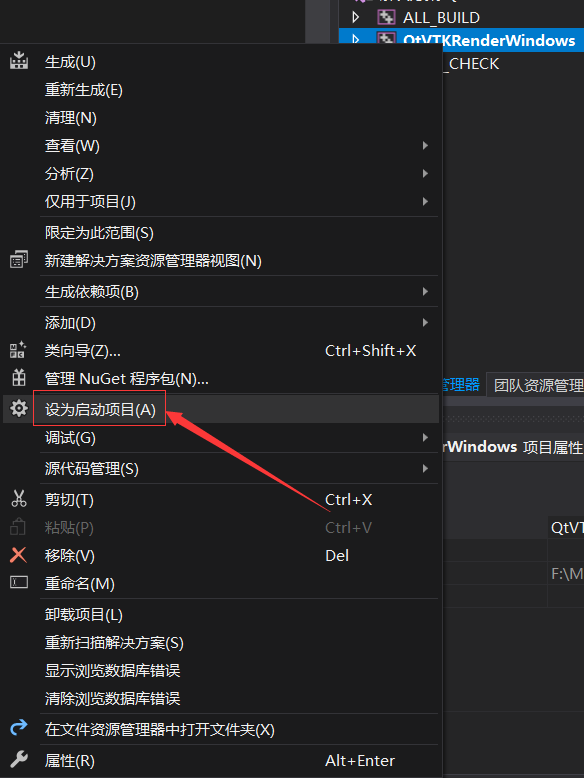 ALL_BUILD
QtVTKRenderWindows
_CHECK
生成(U)
重新生成(E)
清理(N)
查看(W)
分析(Z)
仅用于项目(J)
限定为此范围(S)
新建解决方案资源管理器视图(N)
生成依赖项(B)
添加(D)
类向导(Z)... Ctrl+Shift+X
管理 NuGet 程序包(N)...
管理器 团队资源管理
设为启动项目(A)
调试(G)
rWindows 项目属性
源代码管理(S)
剪切(T) Ctrl+X
粘贴(P) Ctrl+V
QtVT
移除(V) Del
F:\M
重命名(M)
卸载项目(L)
重新扫描解决方案(S)
显示浏览数据库错误
清除浏览数据库错误
在文件资源管理器中打开文件夹(X)
属性(R) Alt+Enter